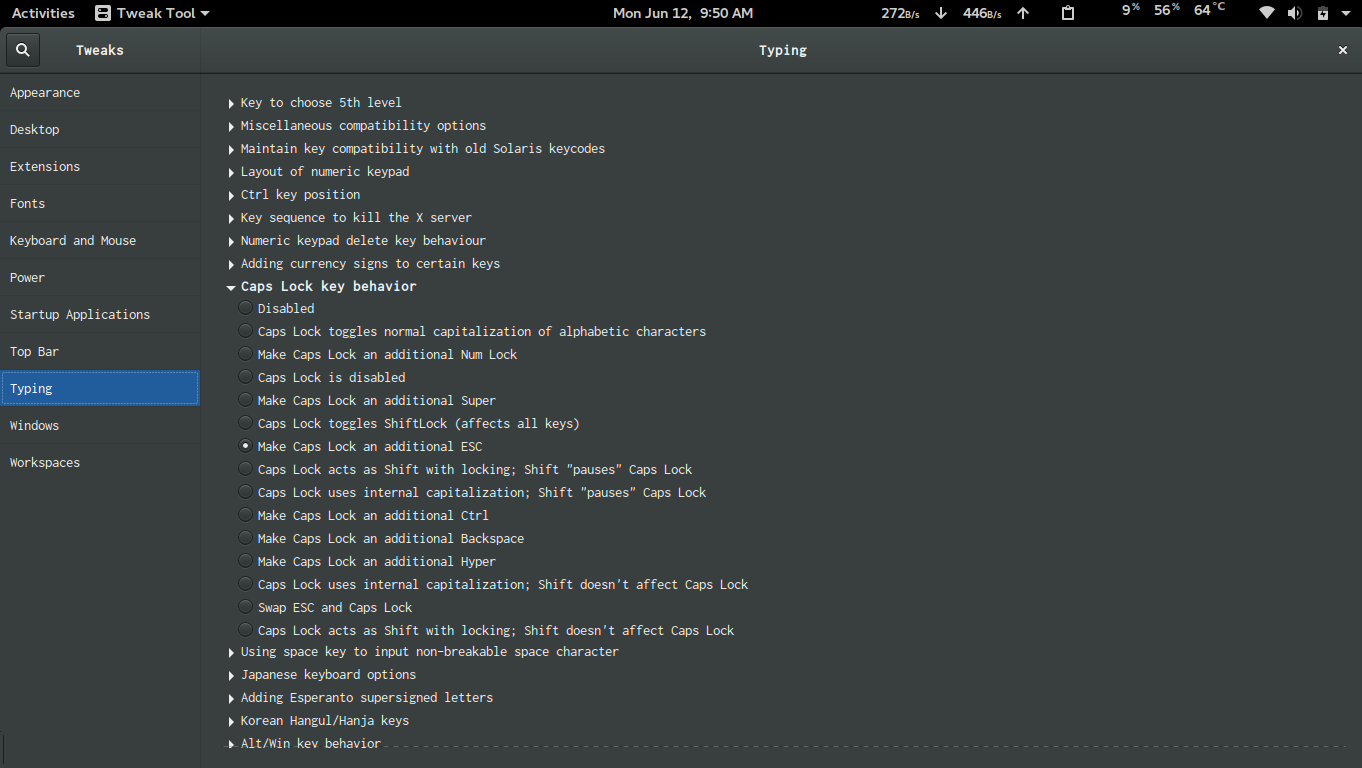 Activities Tweak Tool Mon Jun 12, 9:50 AM 272B/s 446B/s 9% 56% 64°C
Tweaks Typing
Appearance
Desktop
Extensions
Fonts
Keyboard and Mouse
Power
Startup Applications
Top Bar
Typing
Windows
Workspaces
Key to choose 5th level
Miscellaneous compatibility options
Maintain key compatibility with old Solaris keycodes
Layout of numeric keypad
Ctrl key position
Key sequence to kill the X server
Numeric keypad delete key behaviour
Adding currency signs to certain keys
Caps Lock key behavior
Disabled
Caps Lock toggles normal capitalization of alphabetic characters
Make Caps Lock an additional Num Lock
Caps Lock is disabled
Make Caps Lock an additional Super
Caps Lock toggles ShiftLock (affects all keys)
Make Caps Lock an additional ESC
Caps Lock acts as Shift with locking; Shift "pauses" Caps Lock
Caps Lock uses internal capitalization; Shift "pauses" Caps Lock
Make Caps Lock an additional Ctrl
Make Caps Lock an additional Backspace
Make Caps Lock an additional Hyper
Caps Lock uses internal capitalization; Shift doesn't affect Caps Lock
Swap ESC and Caps Lock
Caps Lock acts as Shift with locking; Shift doesn't affect Caps Lock
Using space key to input non-breakable space character
Japanese keyboard options
Adding Esperanto supersigned letters
Korean Hangul/Hanja keys
Alt/Win key behavior